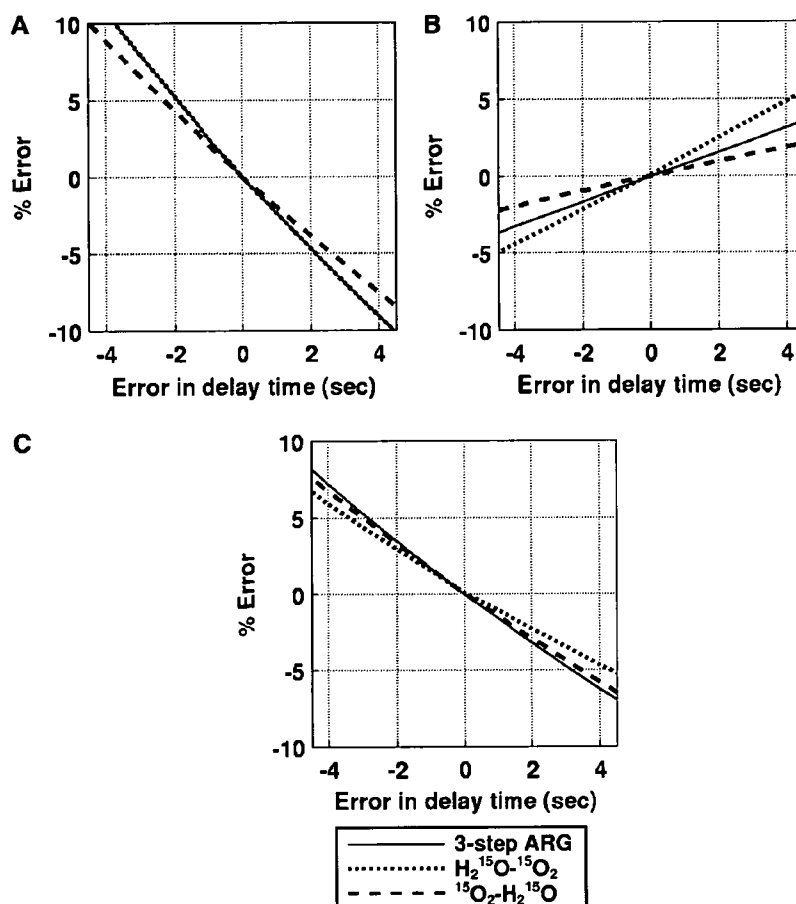 A
10
5
0
-5
-10
% Error
-4 -2 0 2 4
Error in delay time (sec)
B
10
5
0
-5
-10
% Error
-4 -2 0 2 4
Error in delay time (sec)
C
10
5
0
-5
-10
% Error
-4 -2 0 2 4
Error in delay time (sec)
3-step ARG
H₂¹⁵O-¹⁵O₂
¹⁵O₂-H₂¹⁵O